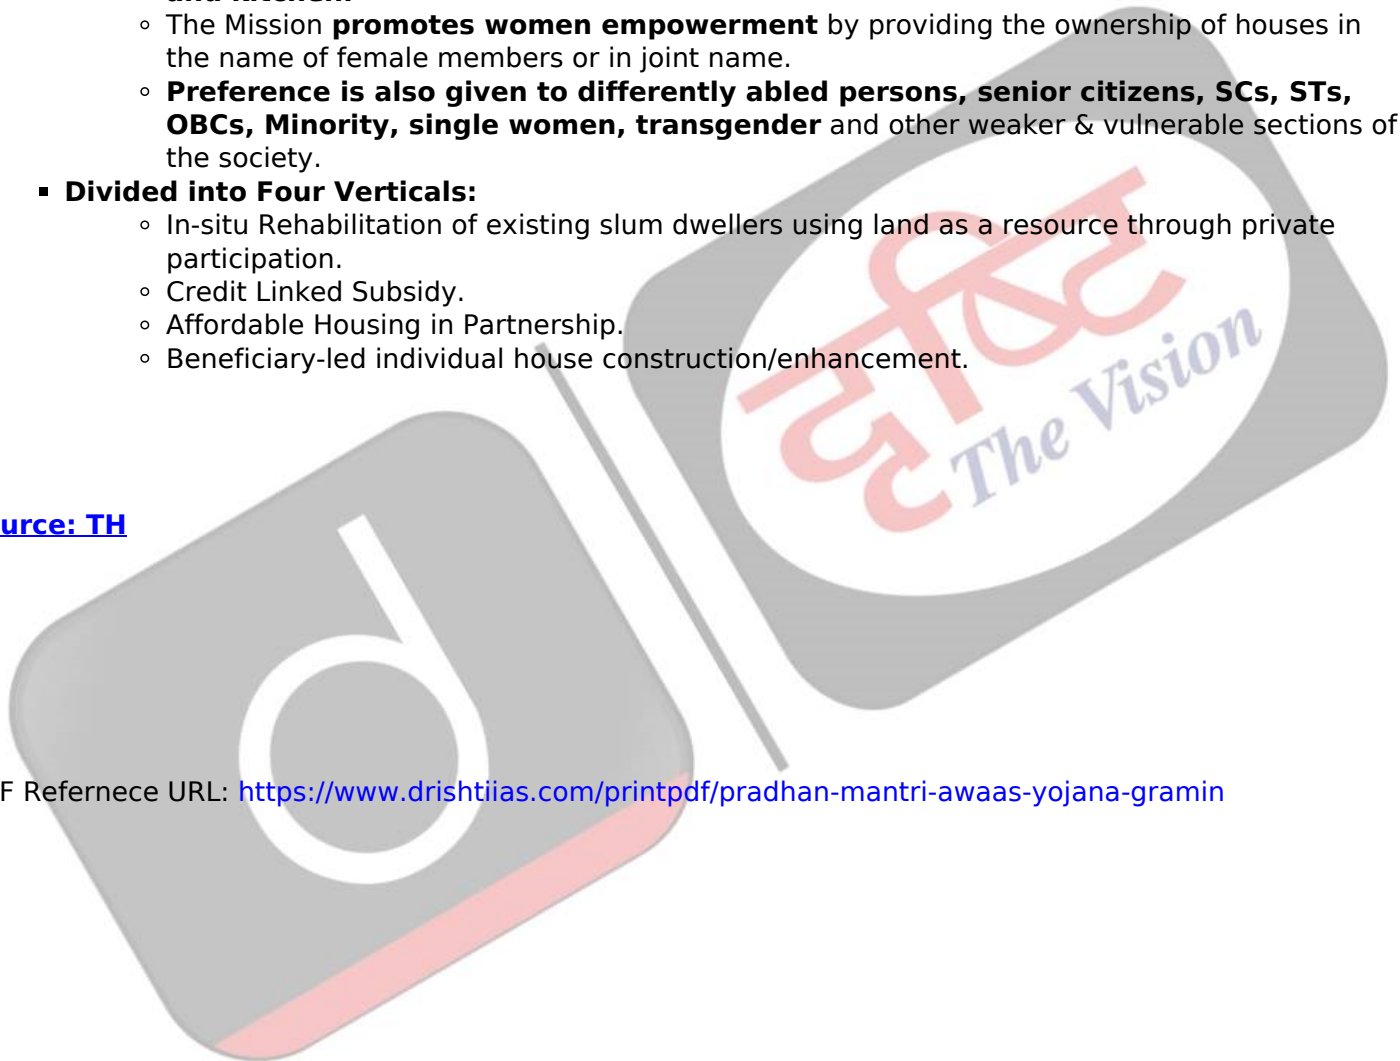 and kitchen.
◦ The Mission promotes women empowerment by providing the ownership of houses in
the name of female members or in joint name.
◦ Preference is also given to differently abled persons, senior citizens, SCs, STs,
OBCs, Minority, single women, transgender and other weaker & vulnerable sections of
the society.
▪ Divided into Four Verticals:
◦ In-situ Rehabilitation of existing slum dwellers using land as a resource through private
participation.
◦ Credit Linked Subsidy.
◦ Affordable Housing in Partnership.
◦ Beneficiary-led individual house construction/enhancement.
दृष्टि
The Vision
urce: TH
d
F Refernece URL: https://www.drishtiias.com/printpdf/pradhan-mantri-awaas-yojana-gramin